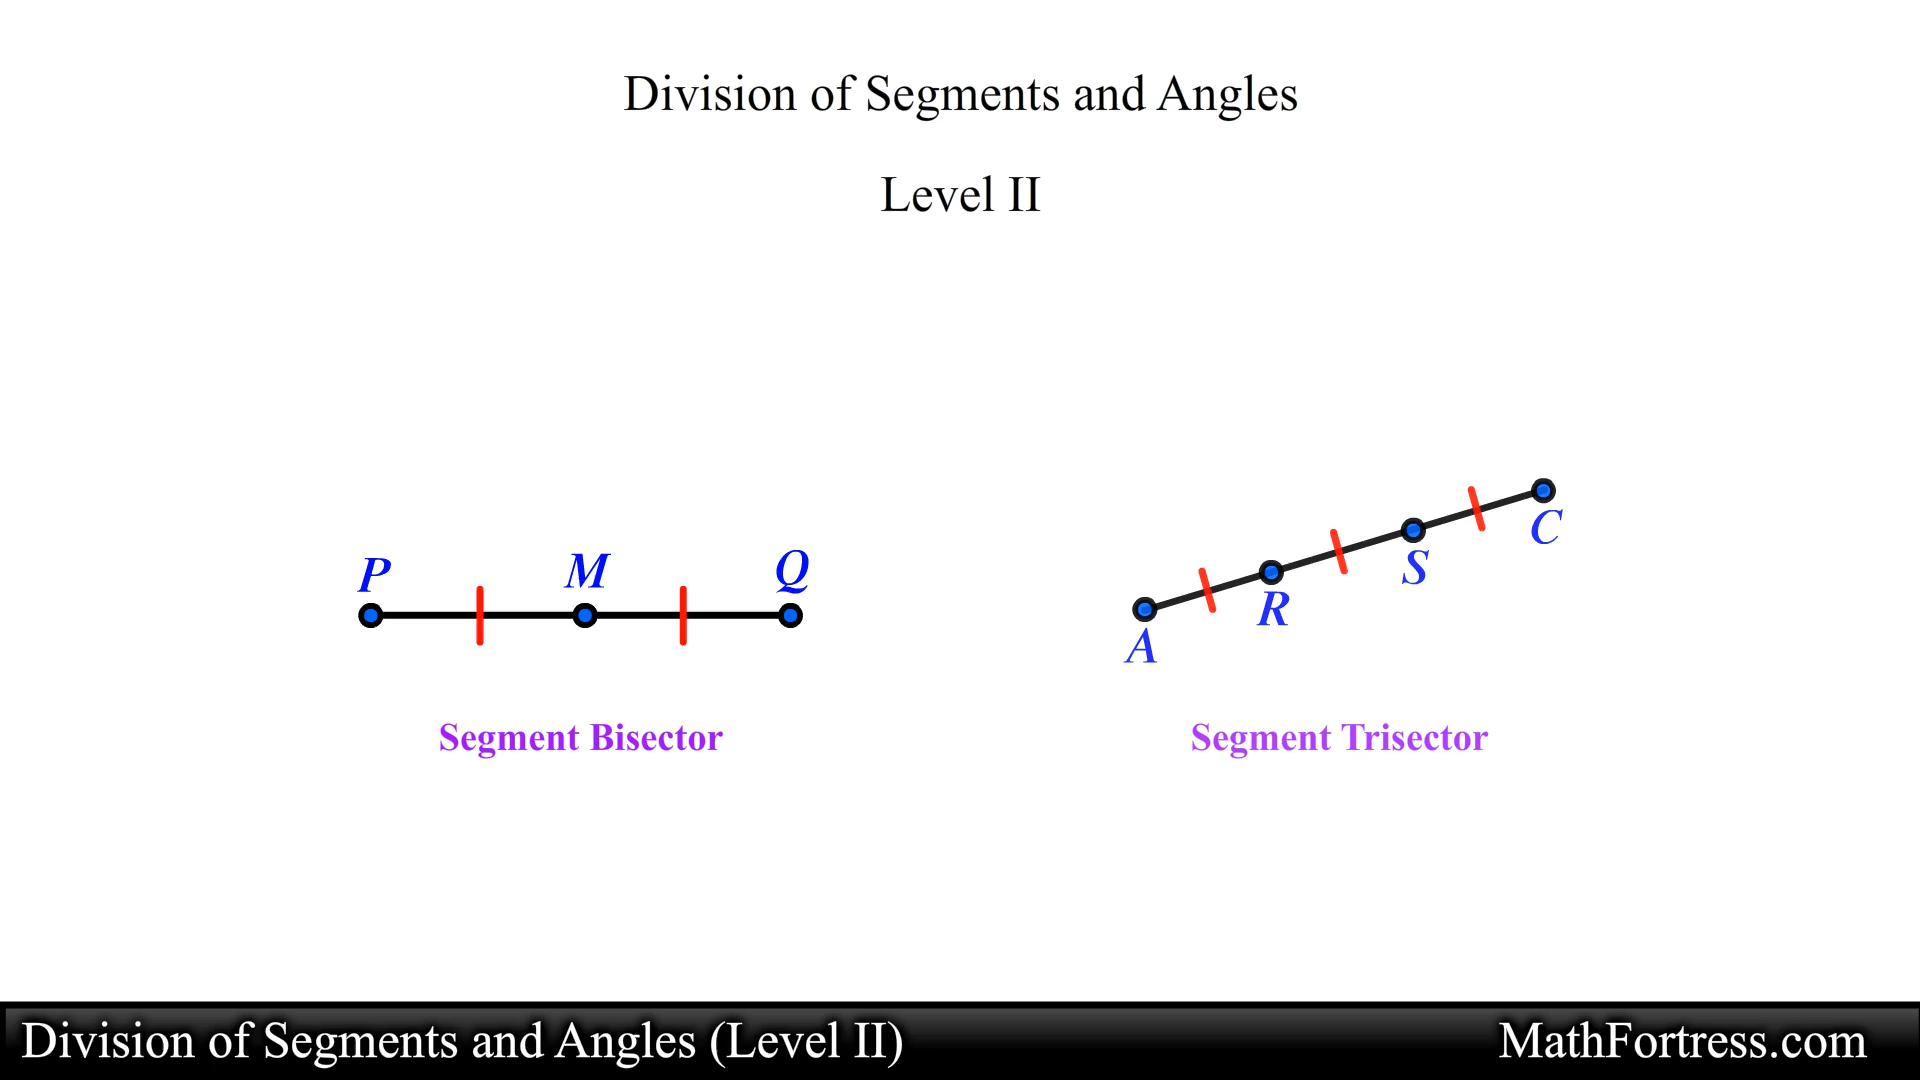 Division of Segments and Angles
Level II
P
M
Q
A
R
S
C
Segment Bisector
Segment Trisector
Division of Segments and Angles (Level II)
MathFortress.com